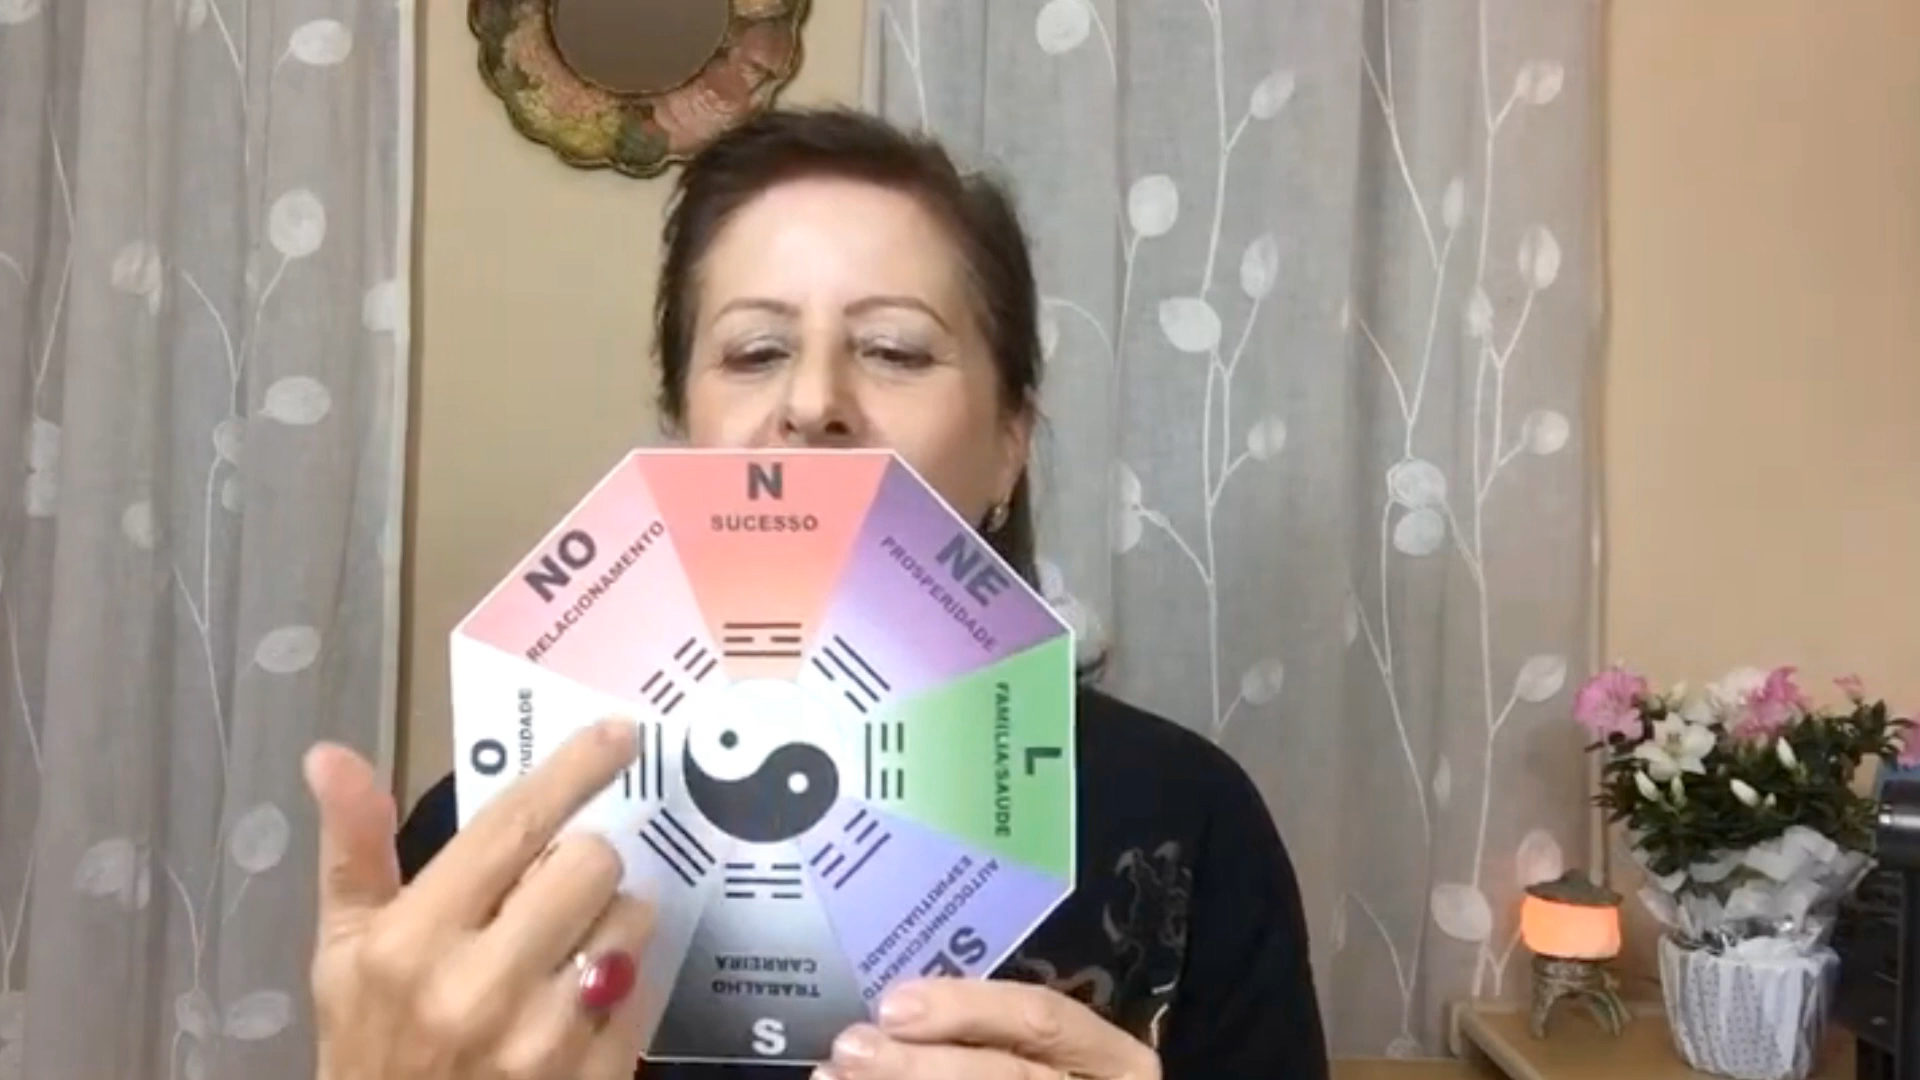 N
SUCESSO
NE
PROSPERIDADE
L
FAMÍLIA/SAÚDE
SE
AUTOCONHECIMENTO
ESPIRITUALIDADE
S
TRABALHO
CARREIRA
O
NO
RELACIONAMENTO